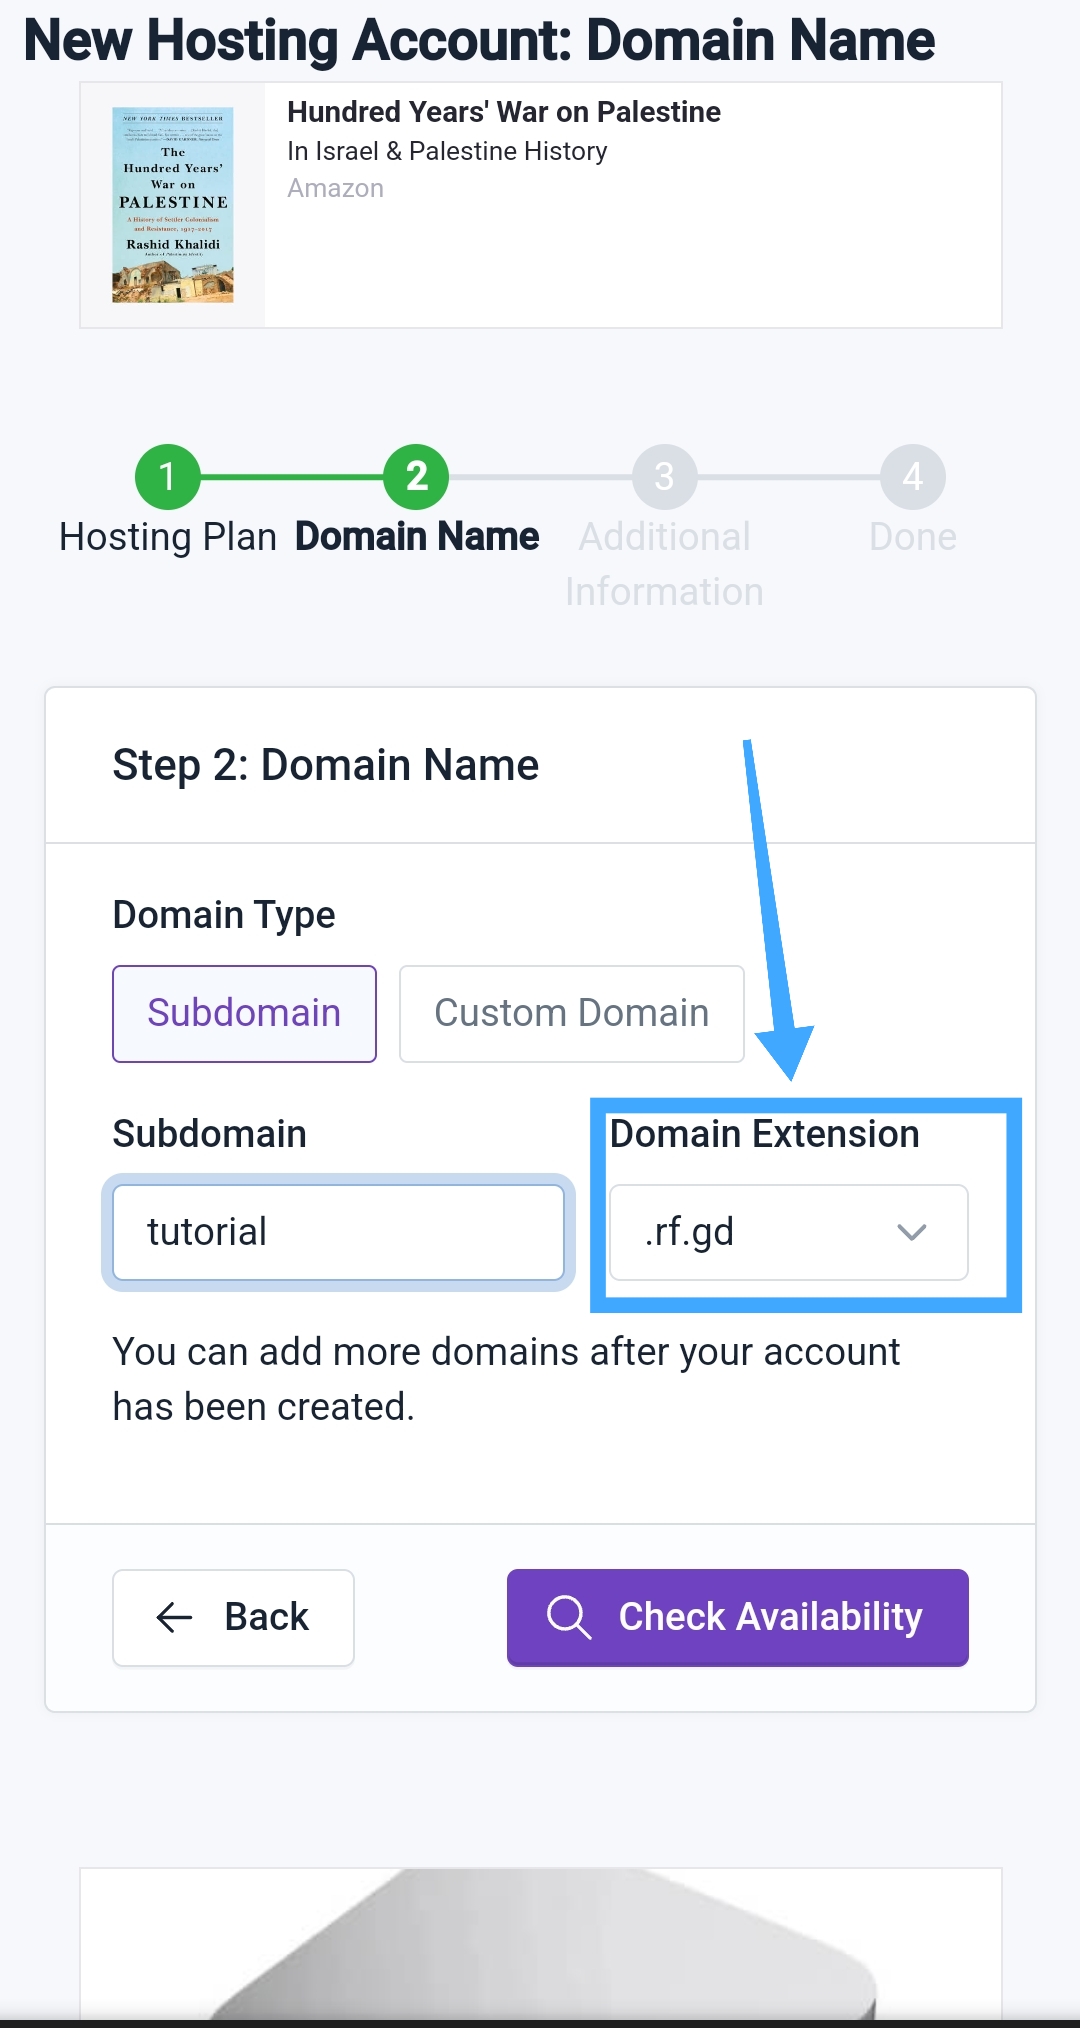 New Hosting Account: Domain Name
NEW YORK TIMES BESTSELLER
The
Hundred Years'
War on
PALESTINE
A History of Settler Colonialism
and Resistance, 1917–2017
Rashid Khalidi
Hundred Years' War on Palestine
In Israel & Palestine History
Amazon
1
2
3
4
Hosting Plan
Domain Name
Additional
Information
Done
Step 2: Domain Name
Domain Type
Subdomain
Custom Domain
Subdomain
Domain Extension
tutorial
.rf.gd
You can add more domains after your account
has been created.
Back
Check Availability